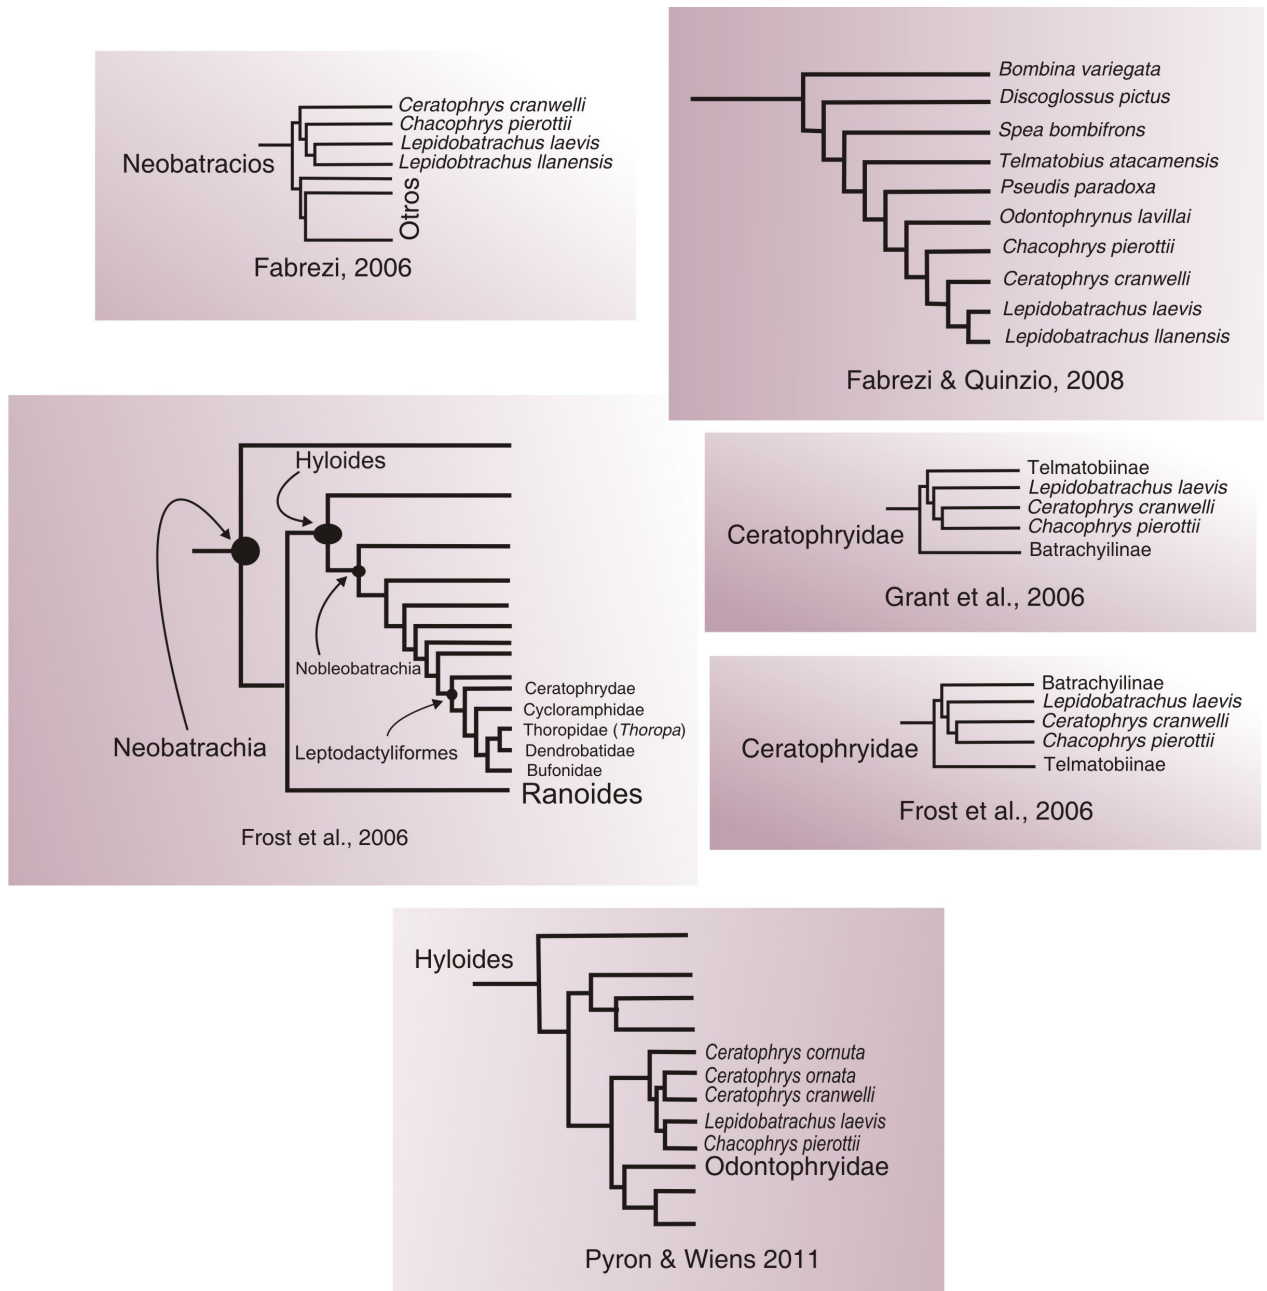 Neobatracios
Ceratophrys cranwelli
Chacophrys pierottii
Lepidobatrachus laevis
Lepidobtrachus llanensis
Otros
Fabrezi, 2006
Bombina variegata
Discoglossus pictus
Spea bombifrons
Telmatobius atacamensis
Pseudis paradoxa
Odontophrynus lavillai
Chacophrys pierottii
Ceratophrys cranwelli
Lepidobatrachus laevis
Lepidobatrachus llanensis
Fabrezi & Quinzio, 2008
Hyloides
Nobleobatrachia
Neobatrachia
Leptodactyliformes
Ceratophrydae
Cycloramphidae
Thoropidae (Thoropa)
Dendrobatidae
Bufonidae
Ranoides
Frost et al., 2006
Ceratophryidae
Telmatobiinae
Lepidobatrachus laevis
Ceratophrys cranwelli
Chacophrys pierottii
Batrachyilinae
Grant et al., 2006
Ceratophryidae
Batrachyilinae
Lepidobatrachus laevis
Ceratophrys cranwelli
Chacophrys pierottii
Telmatobiinae
Frost et al., 2006
Hyloides
Ceratophrys cornuta
Ceratophrys ornata
Ceratophrys cranwelli
Lepidobatrachus laevis
Chacophrys pierottii
Odontophryidae
Pyron & Wiens 2011